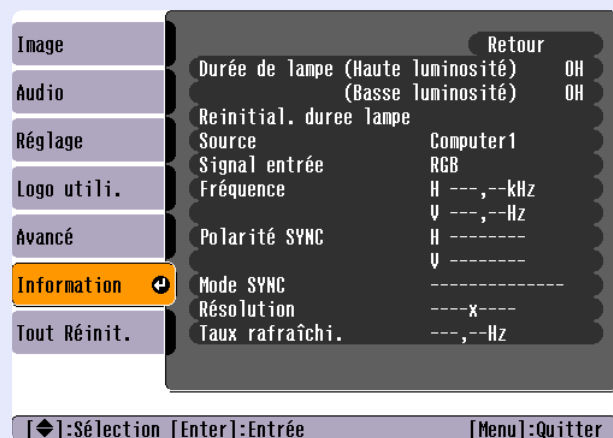 Image
Audio
Réglage
Logo utili.
Avancé
Information
Tout Réinit.
Retour
Durée de lampe (Haute luminosité) 0H
(Basse luminosité) 0H
Reinitial. duree lampe
Source Computer1
Signal entrée RGB
Fréquence H ---,--kHz
V ---,--Hz
Polarité SYNC H --------
V --------
Mode SYNC --------------
Résolution ----x----
Taux rafraîchi. ---,--Hz
[◆]:Sélection [Enter]:Entrée [Menu]:Quitter